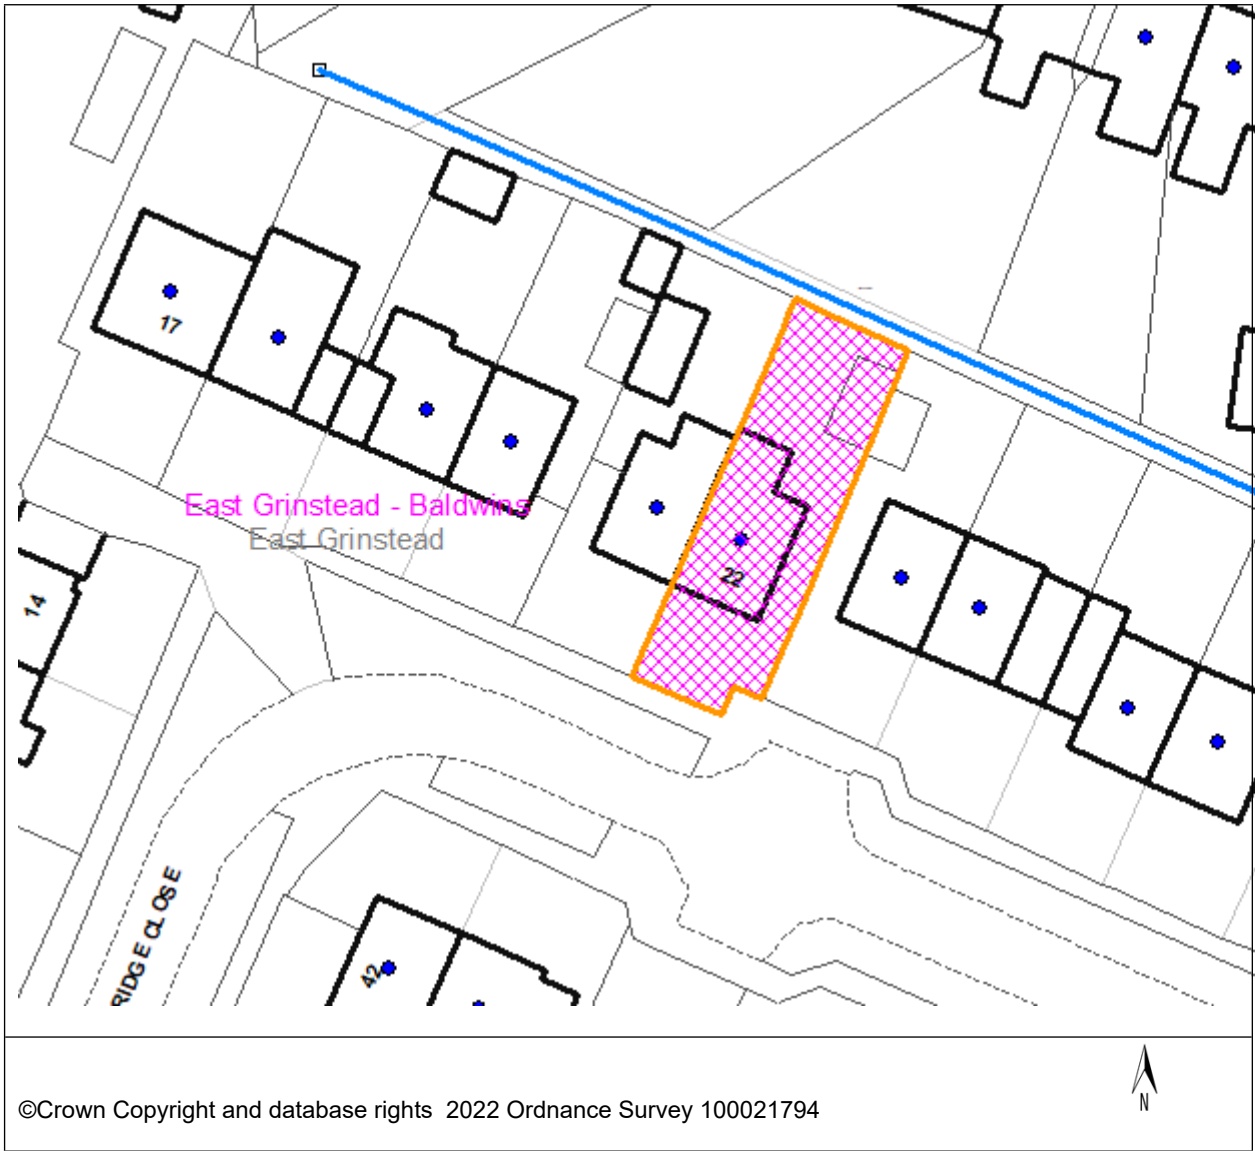 17
East Grinstead - Baldwins
East Grinstead
22
14
RIDGE CLOSE
42
N
©Crown Copyright and database rights 2022 Ordnance Survey 100021794